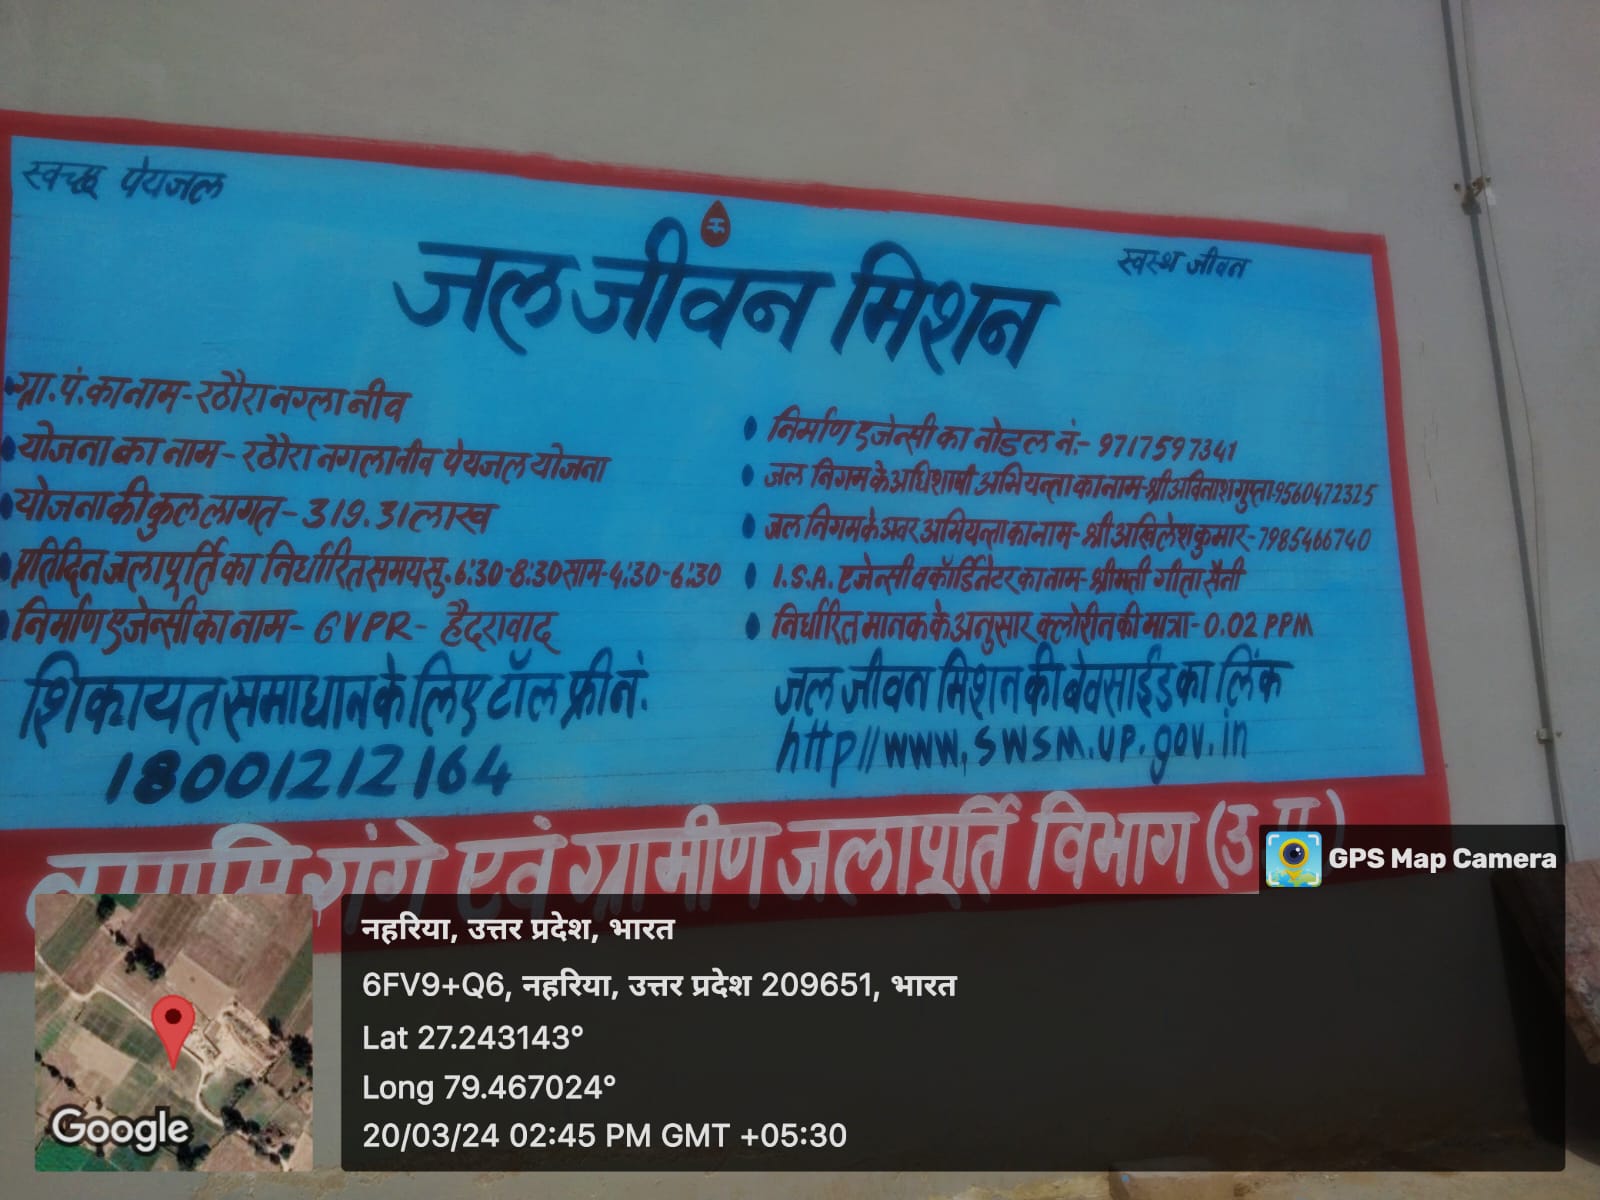 स्वच्छ पेयजल
स्वस्थ जीवन
जल जीवन मिशन
ग्रा.पं.का नाम-रठौरा नगला नीव
योजना का नाम- रठौरा नगला नीव पेयजल योजना
योजना की कुल लागत- 319.31 लाख
प्रतिदिन जलापूर्ति का निर्धारित समय सु.6:30-8:30 साम-4:30-6:30
निर्माण एजेन्सी का नाम- GVPR- हैदरावाद
शिकायत समाधान के लिए टॉल फ्री नं.
18001212164
निर्माण एजेन्सी का नोडल नं:- 9717597341
जल निगम के अधिशाषी अभियन्ता का नाम-श्री अविनाश गुप्ता-9560472325
जल निगम के अवर अभियन्ता का नाम- श्री अखिलेश कुमार-7985466740
I.S.A. एजेन्सी व कॉर्डिनेटर का नाम-श्रीमती गीता सैती
निर्धारित मानक के अनुसार क्लोरीन की मात्रा-0.02 PPM
जल जीवन मिशन की बेवसाईड का लिंक
http//www.swsm.up.gov.in
नमामि गंगे एवं ग्रामीण जलापूर्ति विभाग (उ.प्र.)
GPS Map Camera
नहरिया, उत्तर प्रदेश, भारत
6FV9+Q6, नहरिया, उत्तर प्रदेश 209651, भारत
Lat 27.243143°
Long 79.467024°
20/03/24 02:45 PM GMT +05:30
Google